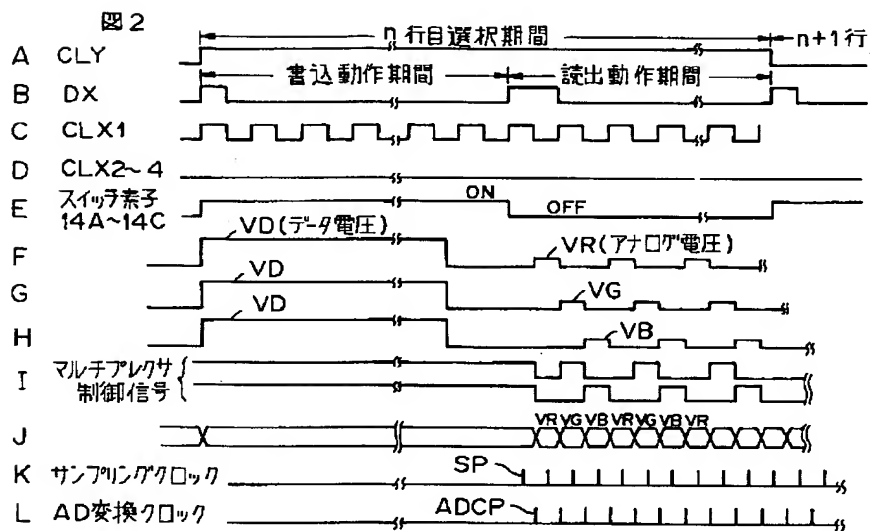 図2
n行目選択期間
n+1行
A CLY
書込動作期間 読出動作期間
B DX
C CLX1
D CLX2~4
E スイッチ素子 14A~14C
ON
OFF
F VD(データ電圧) VR(アナログ電圧)
G VD VG
H VD VB
I マルチプレクサ制御信号
J VR VG VB VR VG VB VR
K サンプリングクロック SP
L AD変換クロック ADCP